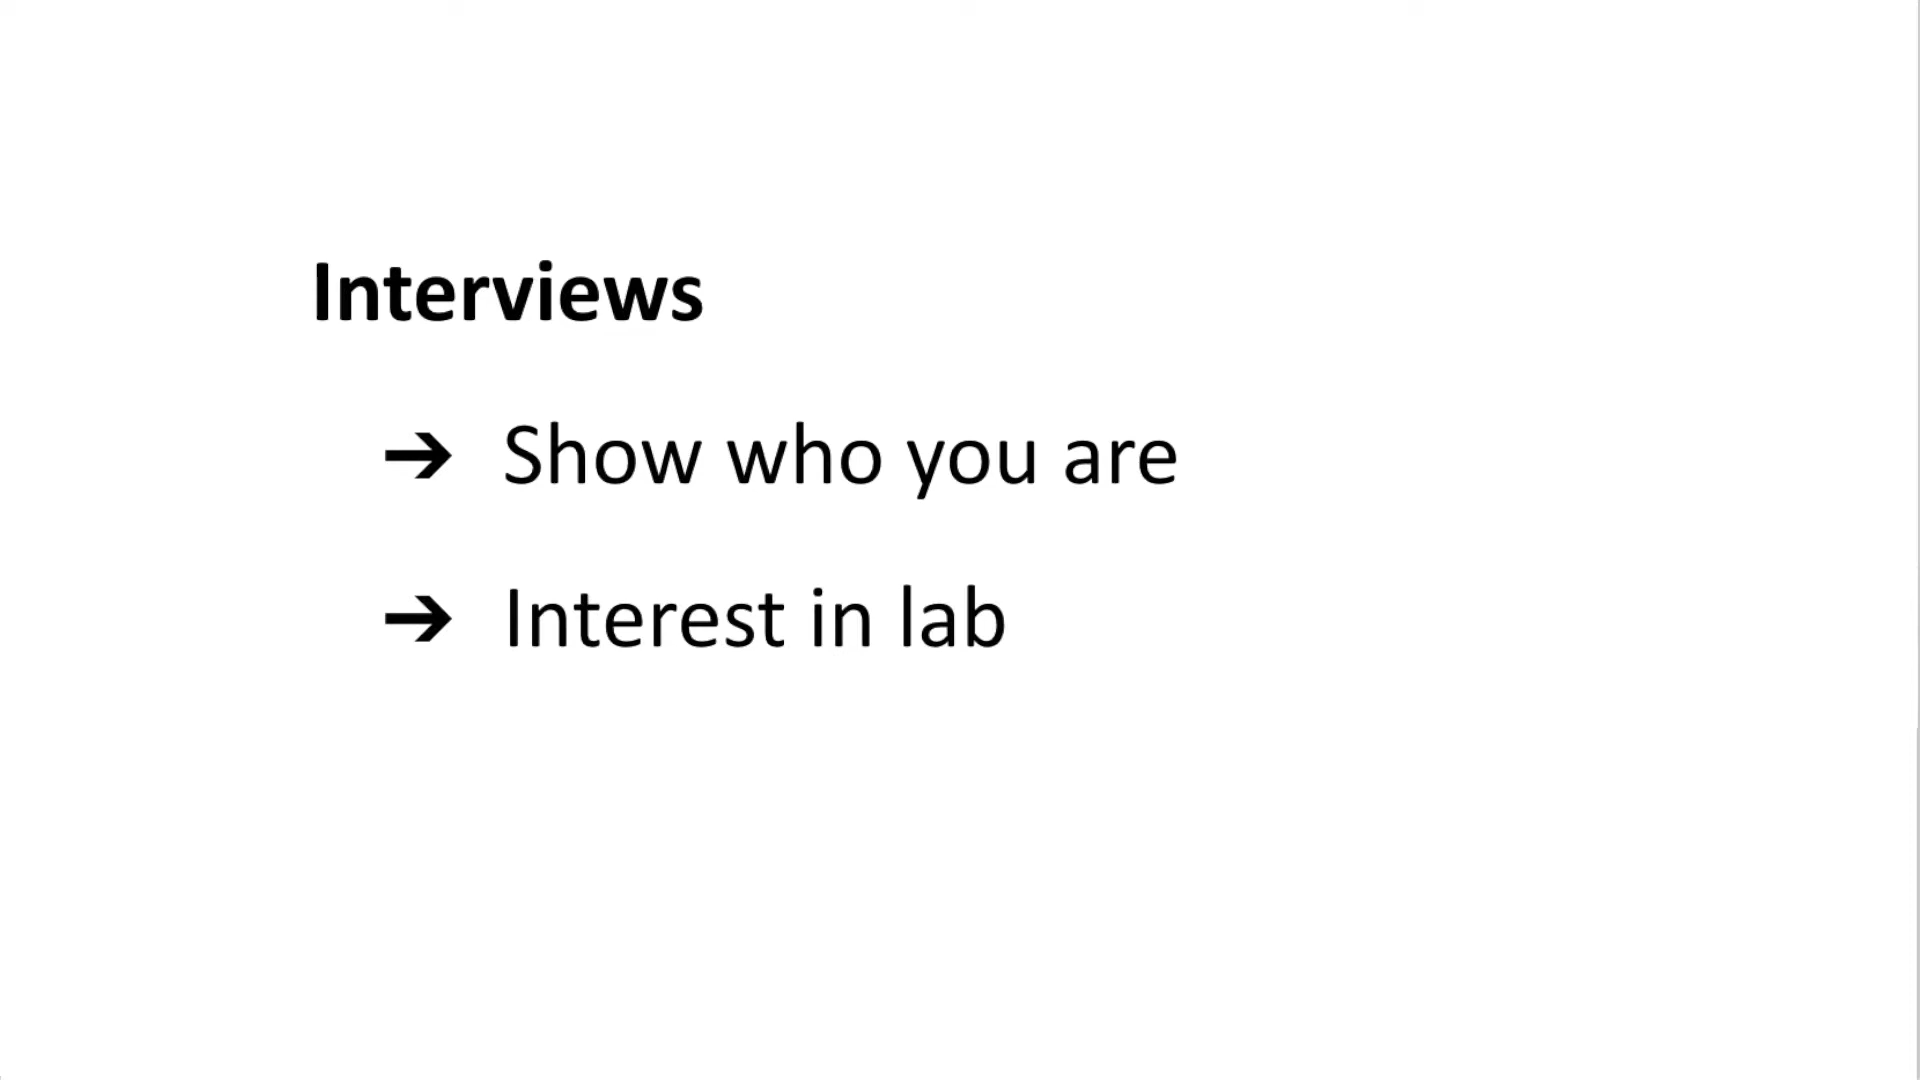 Interviews
➔ Show who you are
➔ Interest in lab